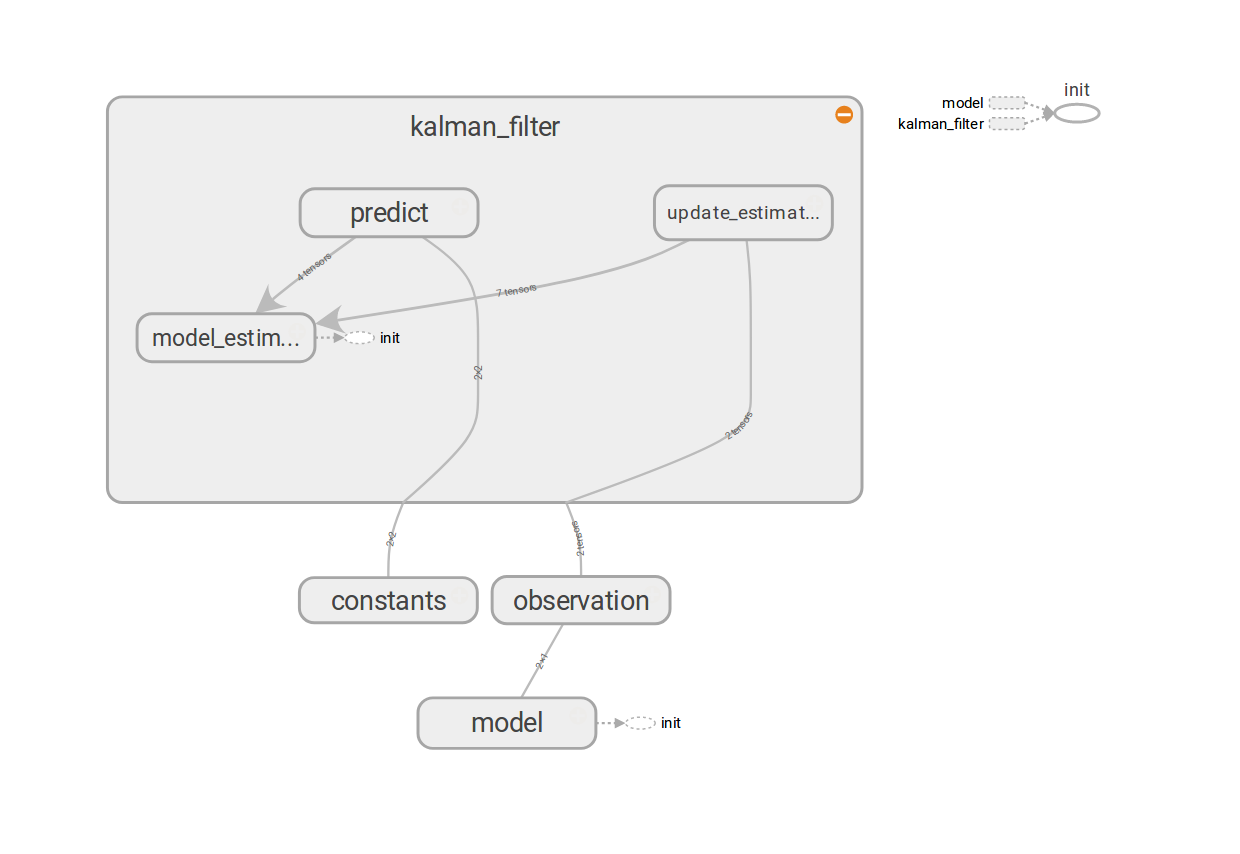 init
model
kalman_filter
kalman_filter
predict
update_estimat...
4 tensors
7 tensors
model_estim...
init
2×2
2 tensors
2×2
2 tensors
constants
observation
2×1
model
init